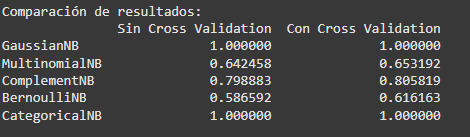 Comparación de resultados:
Sin Cross Validation Con Cross Validation
GaussianNB 1.000000 1.000000
MultinomialNB 0.642458 0.653192
ComplementNB 0.798883 0.805819
BernoulliNB 0.586592 0.616163
CategoricalNB 1.000000 1.000000